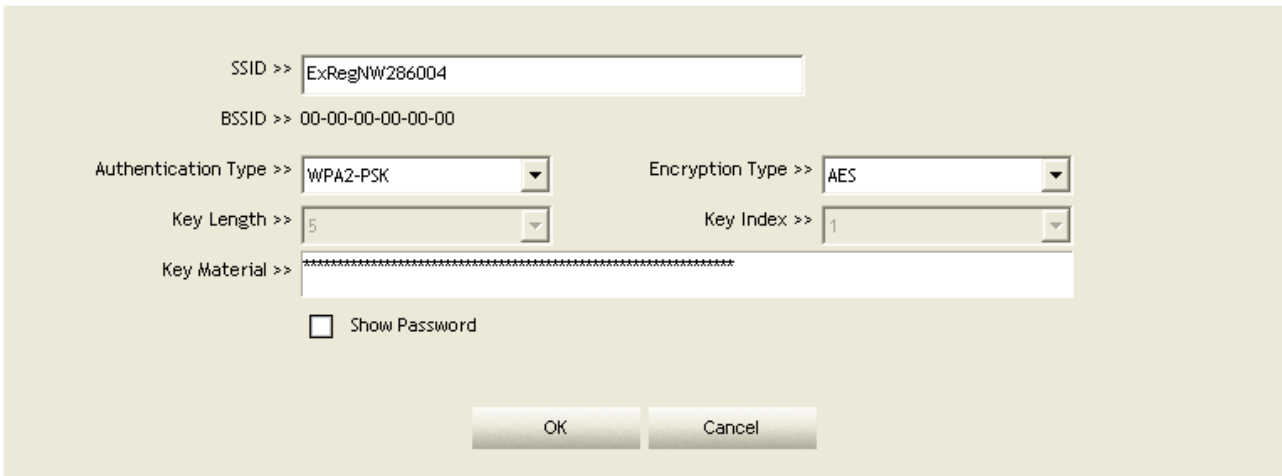 SSID >> ExRegNW286004
BSSID >> 00-00-00-00-00-00
Authentication Type >> WPA2-PSK Encryption Type >> AES
Key Length >> 5 Key Index >> 1
Key Material >> ****************************************************************
Show Password
OK Cancel